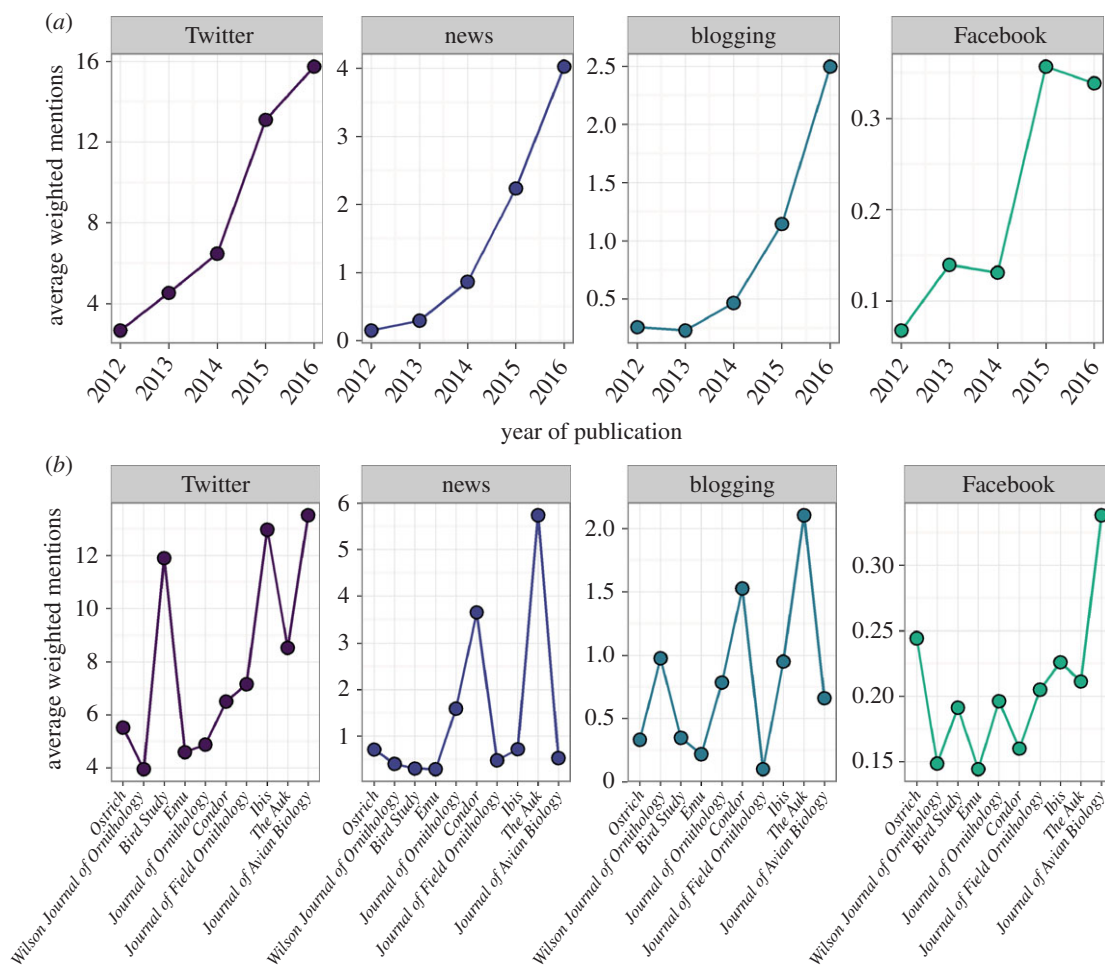 (a)
Twitter
news
blogging
Facebook
average weighted mentions
16
12
8
4
4
3
2
1
0
2.5
2.0
1.5
1.0
0.5
0.3
0.2
0.1
2012
2013
2014
2015
2016
2012
2013
2014
2015
2016
2012
2013
2014
2015
2016
2012
2013
2014
2015
2016
year of publication
(b)
Twitter
news
blogging
Facebook
average weighted mentions
12
10
8
6
4
6
5
4
3
2
1
2.0
1.5
1.0
0.5
0
0.30
0.25
0.20
0.15
Ostrich
Wilson Journal of Ornithology
Bird Study
Emu
Journal of Ornithology
Condor
Journal of Field Ornithology
Ibis
The Auk
Journal of Avian Biology
Ostrich
Wilson Journal of Ornithology
Bird Study
Emu
Journal of Ornithology
Condor
Journal of Field Ornithology
Ibis
The Auk
Journal of Avian Biology
Ostrich
Wilson Journal of Ornithology
Bird Study
Emu
Journal of Ornithology
Condor
Journal of Field Ornithology
Ibis
The Auk
Journal of Avian Biology
Ostrich
Wilson Journal of Ornithology
Bird Study
Emu
Journal of Ornithology
Condor
Journal of Field Ornithology
Ibis
The Auk
Journal of Avian Biology